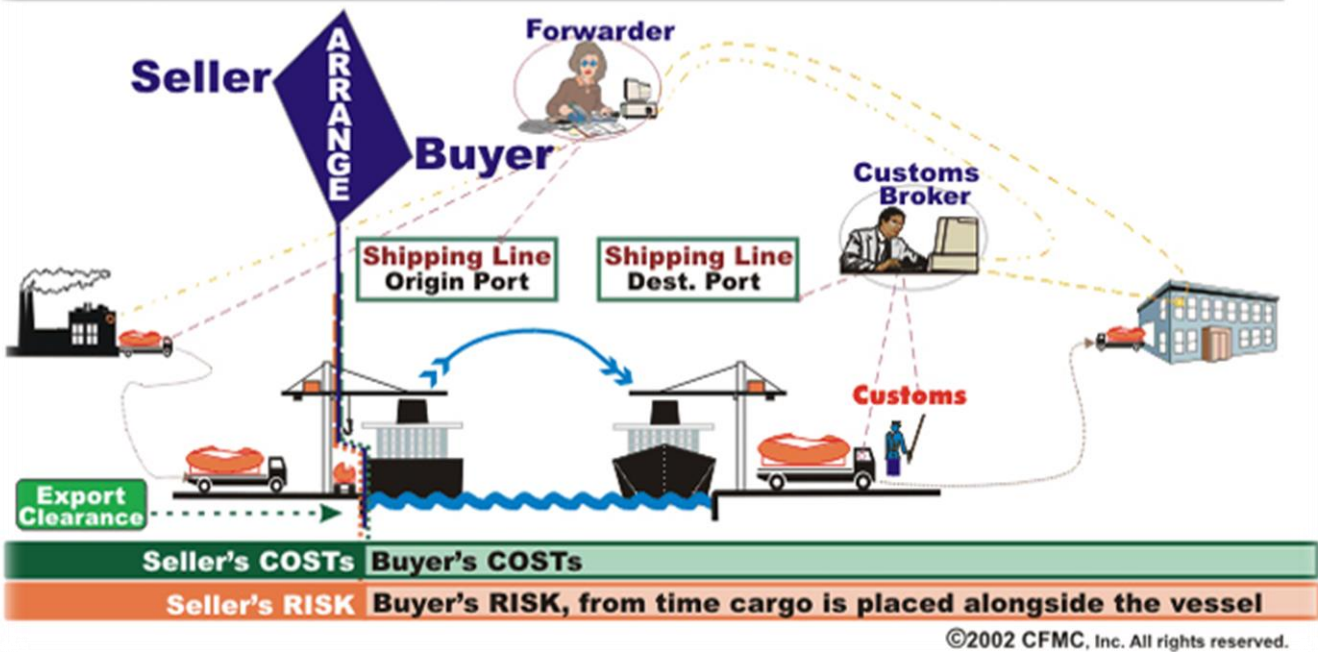 Forwarder
Seller
ARRANGE
Buyer
Customs
Broker
Shipping Line
Origin Port
Shipping Line
Dest. Port
Customs
Export
Clearance
Seller's COSTs
Buyer's COSTs
Seller's RISK
Buyer's RISK, from time cargo is placed alongside the vessel
©2002 CFMC, Inc. All rights reserved.